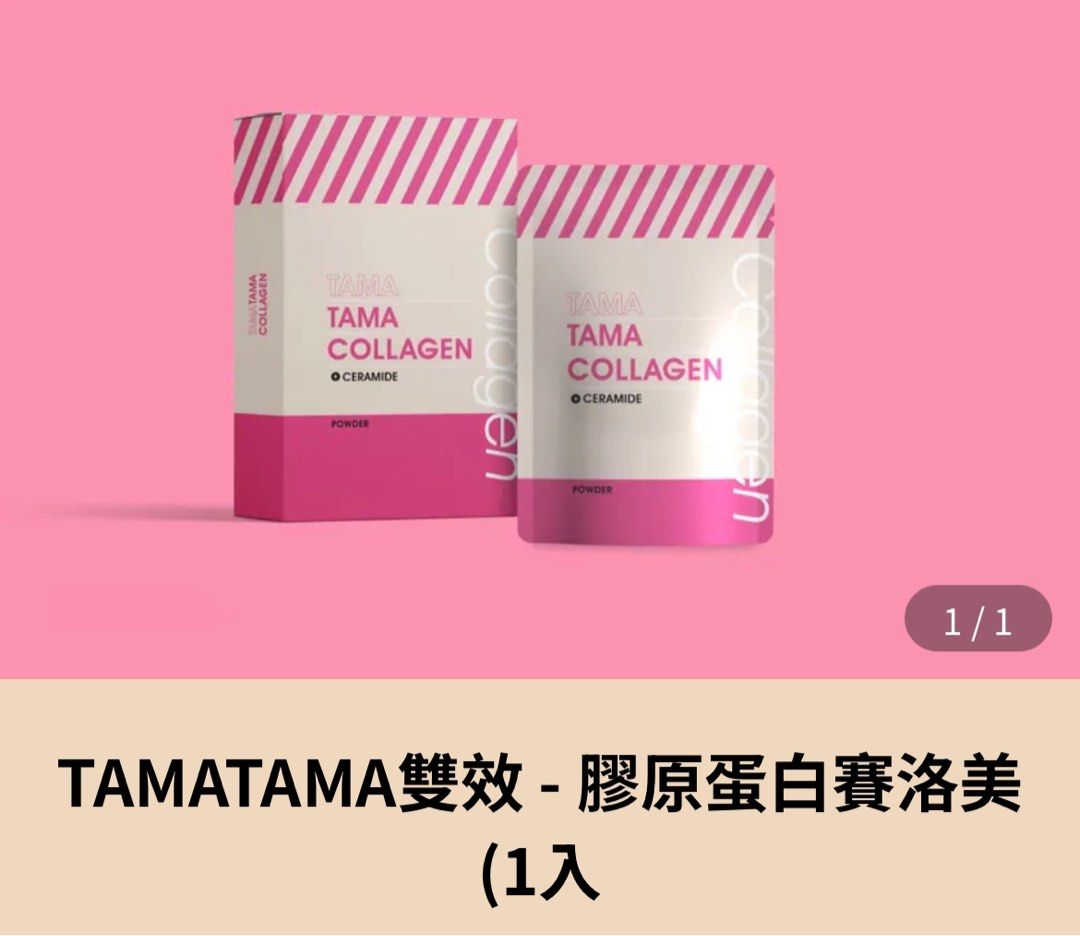 TAMATAMA
COLLAGEN
TAMA
TAMA
COLLAGEN
+ CERAMIDE
POWDER
Collagen
TAMA
TAMA
COLLAGEN
+ CERAMIDE
POWDER
Collagen
1 / 1
TAMATAMA雙效 - 膠原蛋白賽洛美
(1入